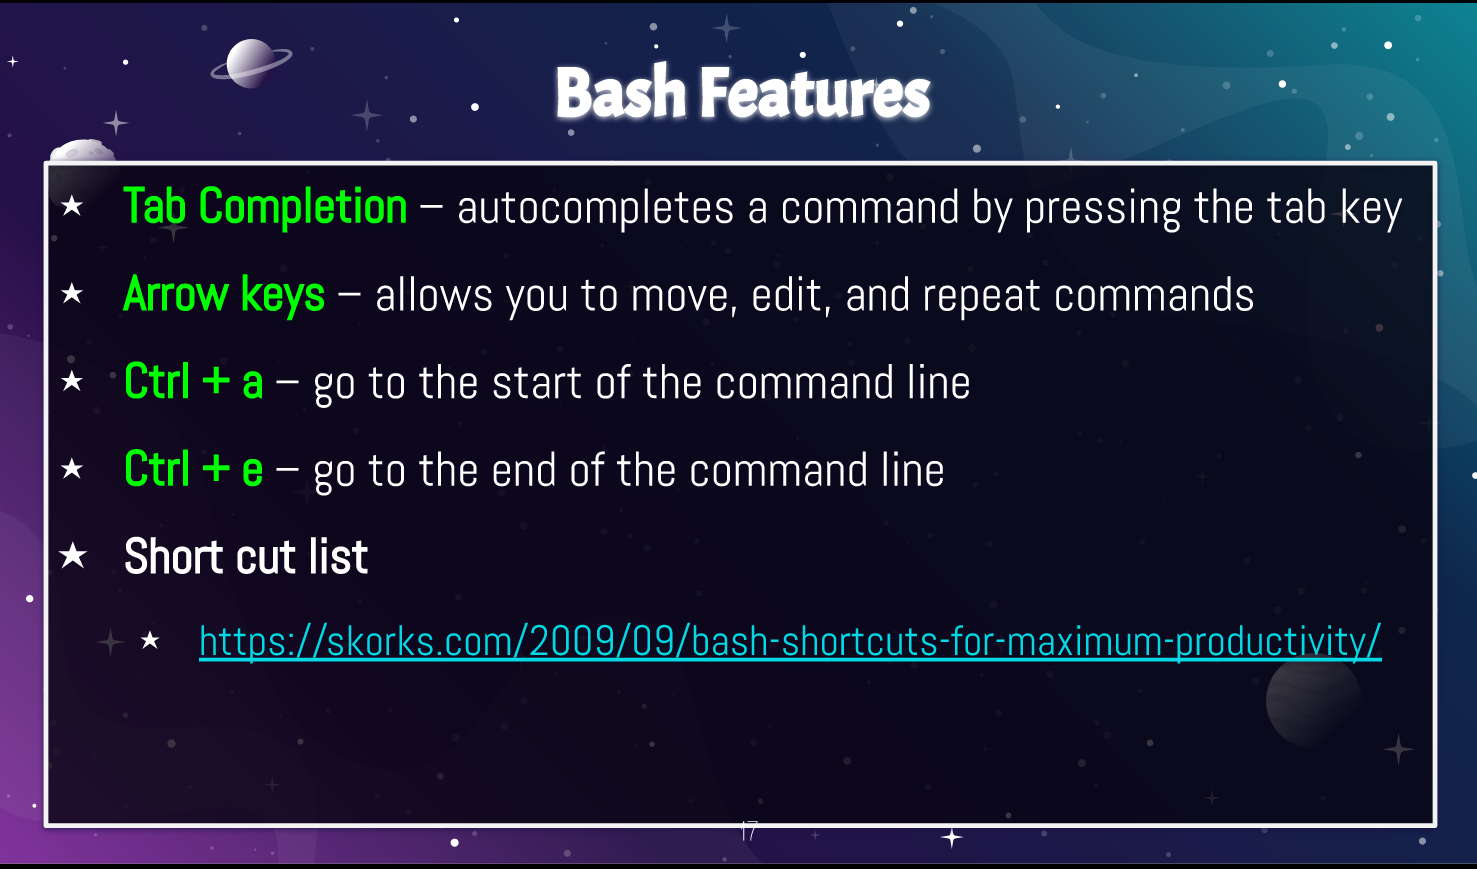 Bash Features
★ Tab Completion – autocompletes a command by pressing the tab key
★ Arrow keys – allows you to move, edit, and repeat commands
★ Ctrl + a – go to the start of the command line
★ Ctrl + e – go to the end of the command line
★ Short cut list
★ https://skorks.com/2009/09/bash-shortcuts-for-maximum-productivity/
17